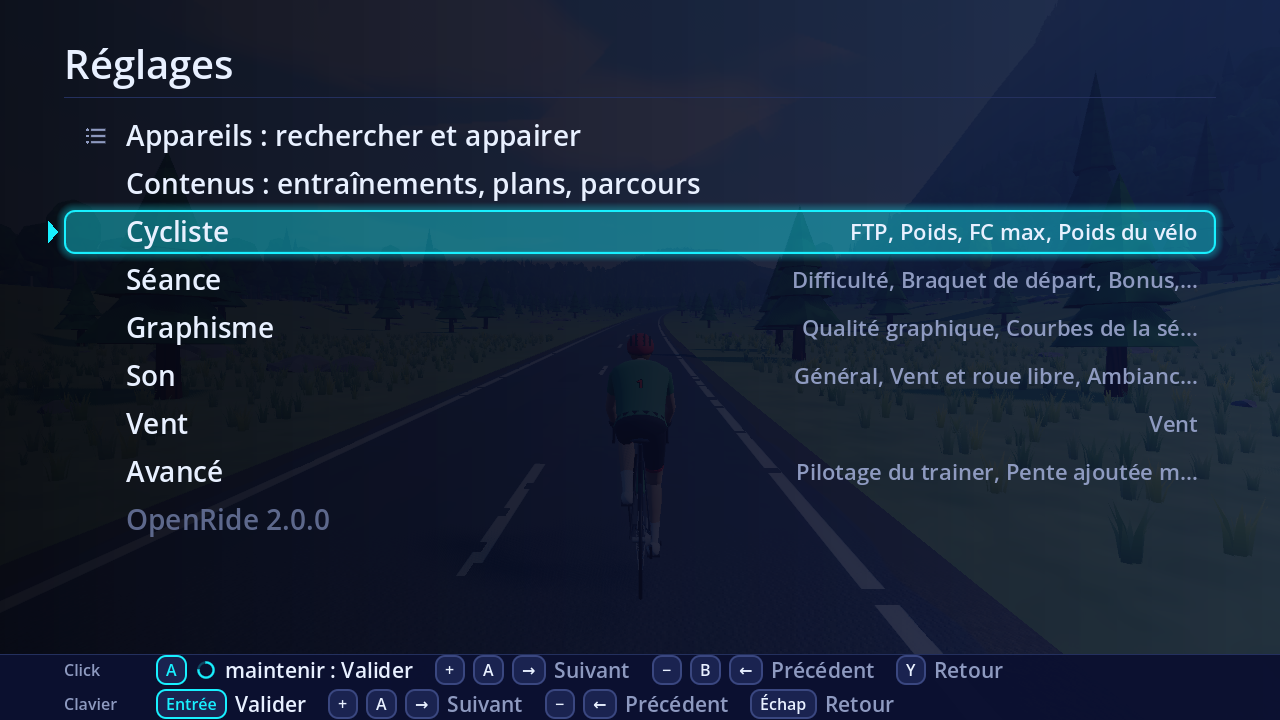 Réglages
Appareils : rechercher et appairer
Contenus : entraînements, plans, parcours
Cycliste FTP, Poids, FC max, Poids du vélo
Séance Difficulté, Braquet de départ, Bonus,...
Graphisme Qualité graphique, Courbes de la sé...
Son Général, Vent et roue libre, Ambianc...
Vent Vent
Avancé Pilotage du trainer, Pente ajoutée m...
OpenRide 2.0.0
Click A maintenir : Valider + A → Suivant − B ← Précédent Y Retour
Clavier Entrée Valider + A → Suivant − ← Précédent Échap Retour